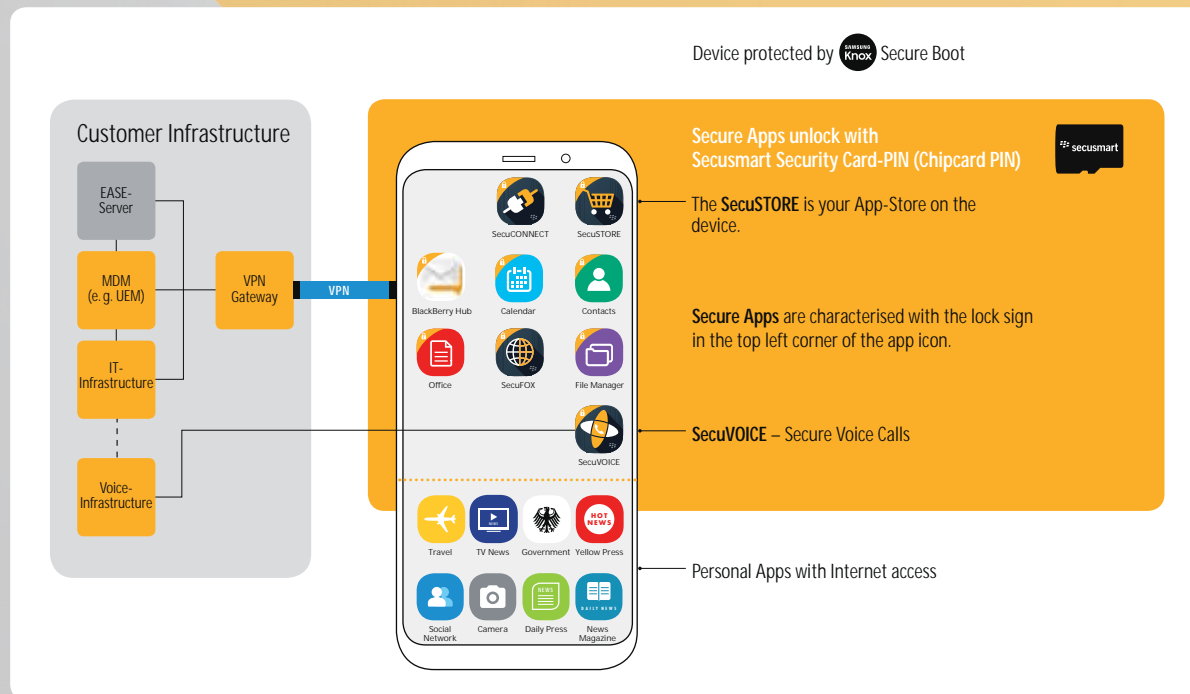 Device protected by SAMSUNG Knox Secure Boot
Customer Infrastructure
EASE-
Server
MDM
(e. g. UEM)
VPN
Gateway
IT-
Infrastructure
Voice-
Infrastructure
VPN
SecuCONNECT
SecuSTORE
BlackBerry Hub
Calendar
Contacts
Office
SecuFOX
File Manager
SecuVOICE
Travel
NEWS
TV News
Government
HOT
NEWS
Yellow Press
Social
Network
Camera
NEWS
Daily Press
DAILY NEWS
News
Magazine
Secure Apps unlock with
Secusmart Security Card-PIN (Chipcard PIN)
secusmart
The SecuSTORE is your App-Store on the
device.
Secure Apps are characterised with the lock sign
in the top left corner of the app icon.
SecuVOICE – Secure Voice Calls
Personal Apps with Internet access